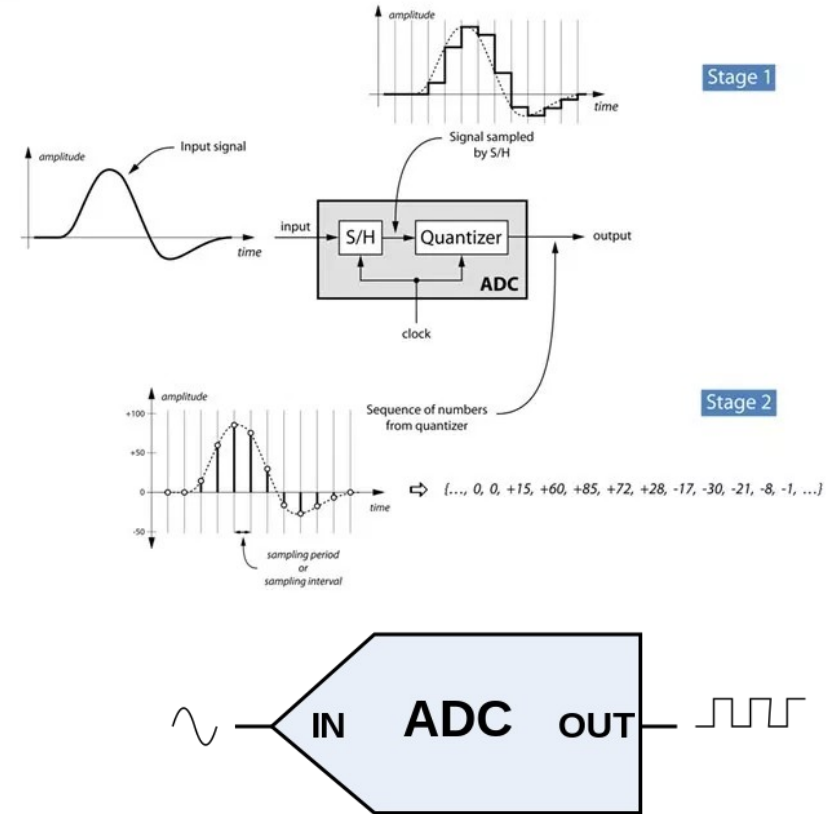 amplitude
Stage 1
time
Signal sampled
by S/H
Input signal
amplitude
time
input
S/H
Quantizer
output
ADC
clock
amplitude
+100
+50
0
-50
time
Sequence of numbers
from quantizer
Stage 2
{..., 0, 0, +15, +60, +85, +72, +28, -17, -30, -21, -8, -1, ...}
sampling period
or
sampling interval
IN
ADC
OUT